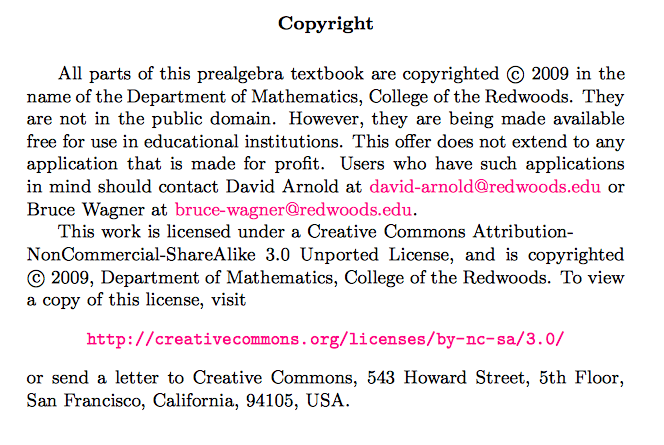 Copyright
All parts of this prealgebra textbook are copyrighted © 2009 in the
name of the Department of Mathematics, College of the Redwoods. They
are not in the public domain. However, they are being made available
free for use in educational institutions. This offer does not extend to any
application that is made for profit. Users who have such applications
in mind should contact David Arnold at david-arnold@redwoods.edu or
Bruce Wagner at bruce-wagner@redwoods.edu.
This work is licensed under a Creative Commons Attribution-
NonCommercial-ShareAlike 3.0 Unported License, and is copyrighted
© 2009, Department of Mathematics, College of the Redwoods. To view
a copy of this license, visit
http://creativecommons.org/licenses/by-nc-sa/3.0/
or send a letter to Creative Commons, 543 Howard Street, 5th Floor,
San Francisco, California, 94105, USA.